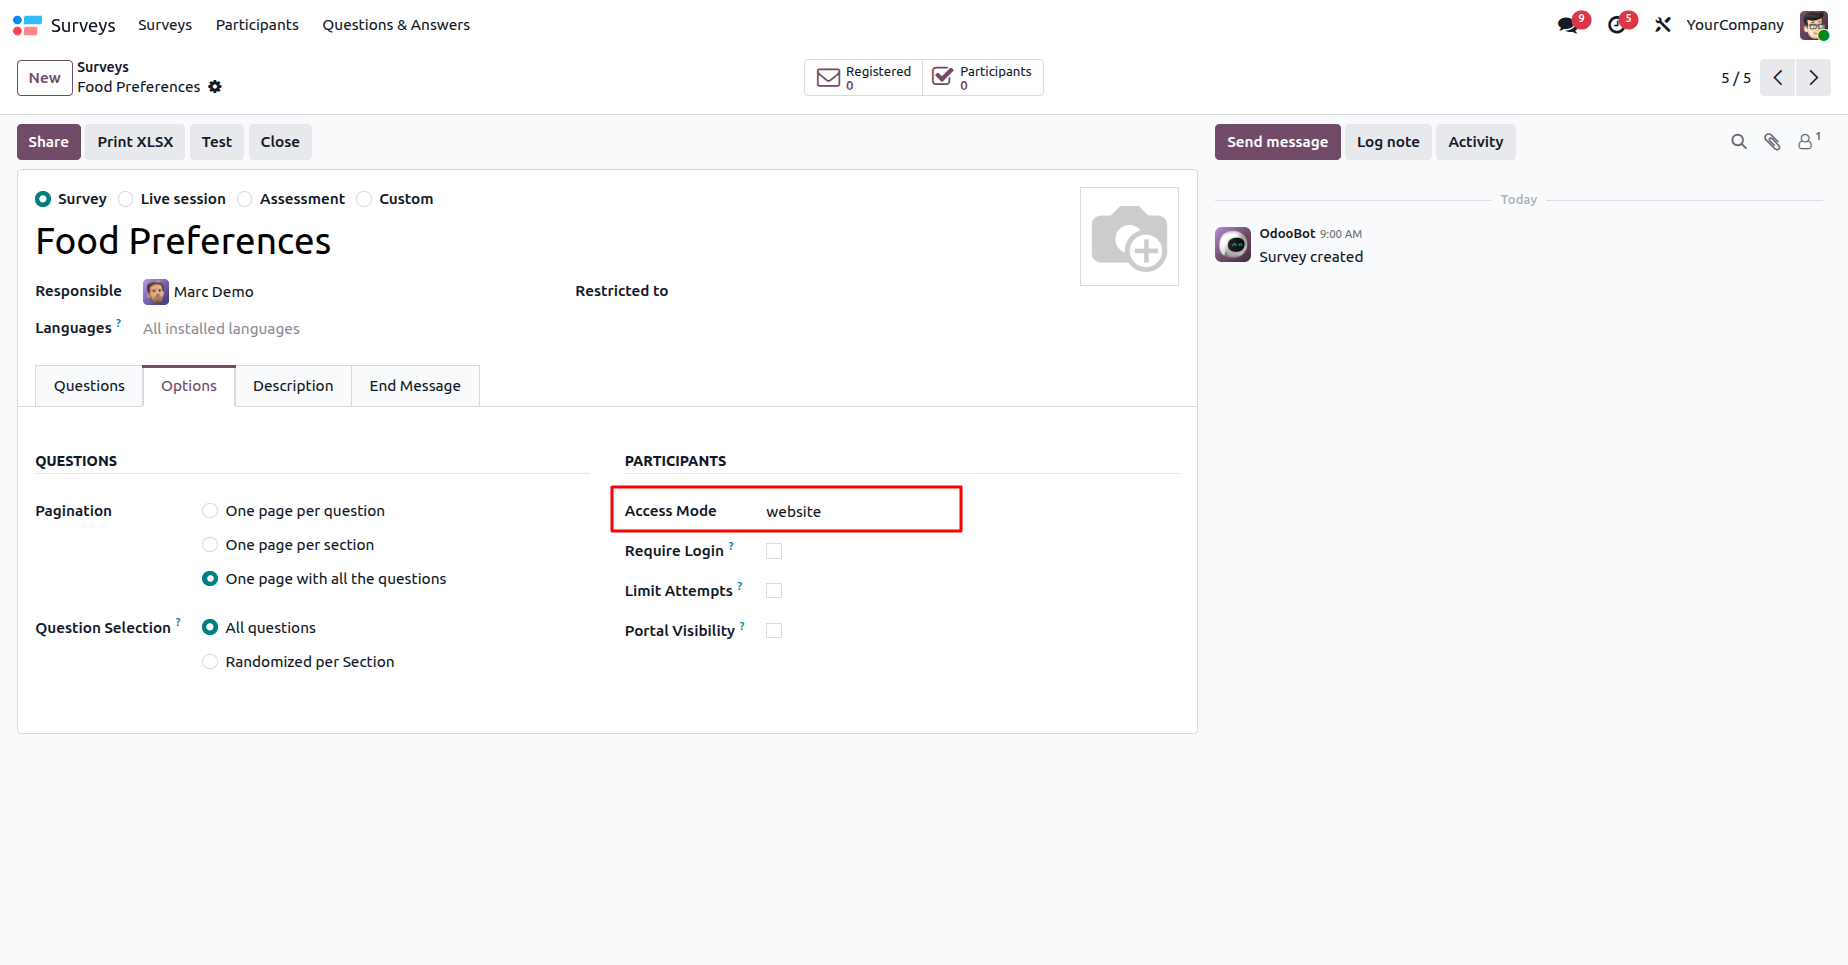 Surveys Surveys Participants Questions & Answers 9 5 YourCompany
New Surveys
Food Preferences
Registered
0
Participants
0
5 / 5
Share Print XLSX Test Close
Send message Log note Activity 1
Survey Live session Assessment Custom
Food Preferences
Responsible Marc Demo Restricted to
Languages ? All installed languages
Questions Options Description End Message
QUESTIONS
Pagination One page per question
One page per section
One page with all the questions
Question Selection ? All questions
Randomized per Section
PARTICIPANTS
Access Mode website
Require Login ?
Limit Attempts ?
Portal Visibility ?
Today
OdooBot 9:00 AM
Survey created